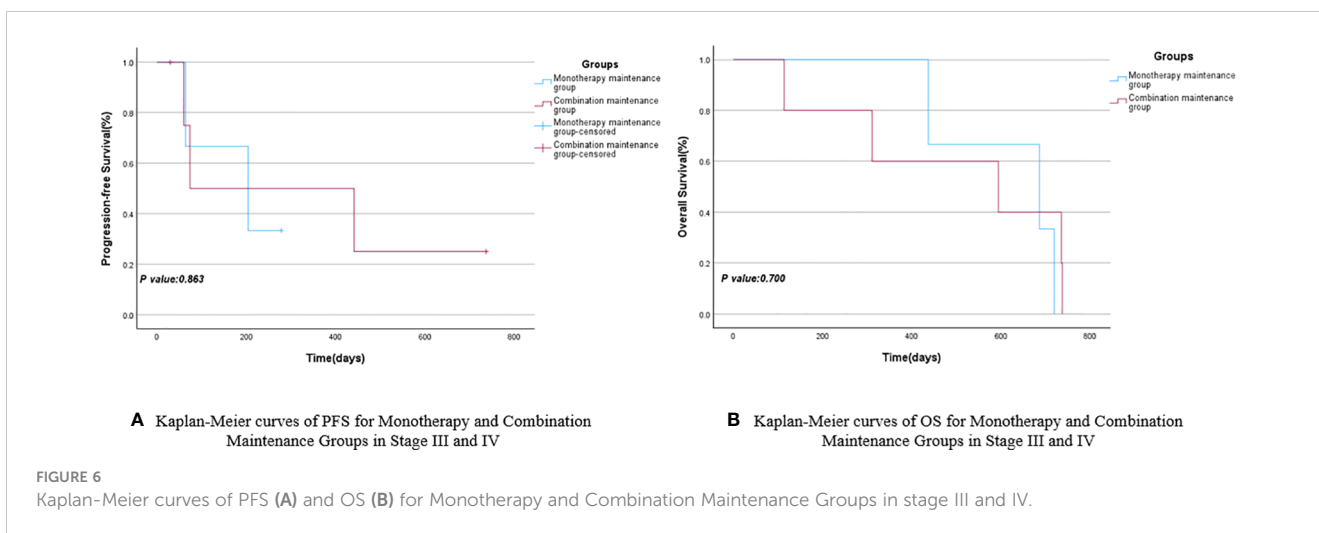 Progression-free Survival(%)
1.0
0.8
0.6
0.4
0.2
0.0
P value:0.863
0
200
400
600
800
Time(days)
Groups
Monotherapy maintenance
group
Combination maintenance
group
Monotherapy maintenance
group-censored
Combination maintenance
group-censored
Overall Survival(%)
1.0
0.8
0.6
0.4
0.2
0.0
P value:0.700
0
200
400
600
800
Time(days)
Groups
Monotherapy maintenance
group
Combination maintenance
group
A Kaplan-Meier curves of PFS for Monotherapy and Combination
Maintenance Groups in Stage III and IV
B Kaplan-Meier curves of OS for Monotherapy and Combination
Maintenance Groups in Stage III and IV
FIGURE 6
Kaplan-Meier curves of PFS (A) and OS (B) for Monotherapy and Combination Maintenance Groups in stage III and IV.